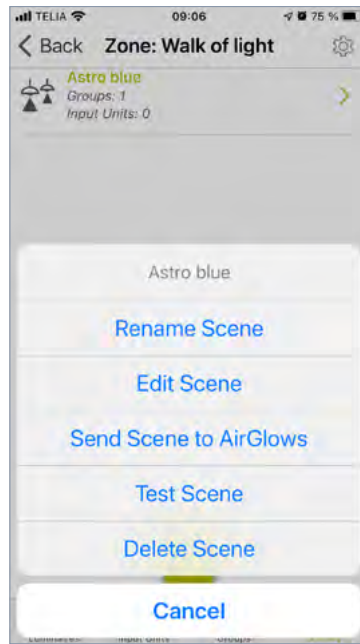 TELIA 09:06 75 %
Back Zone: Walk of light
Astro blue
Groups: 1
Input Units: 0
Astro blue
Rename Scene
Edit Scene
Send Scene to AirGlows
Test Scene
Delete Scene
Cancel